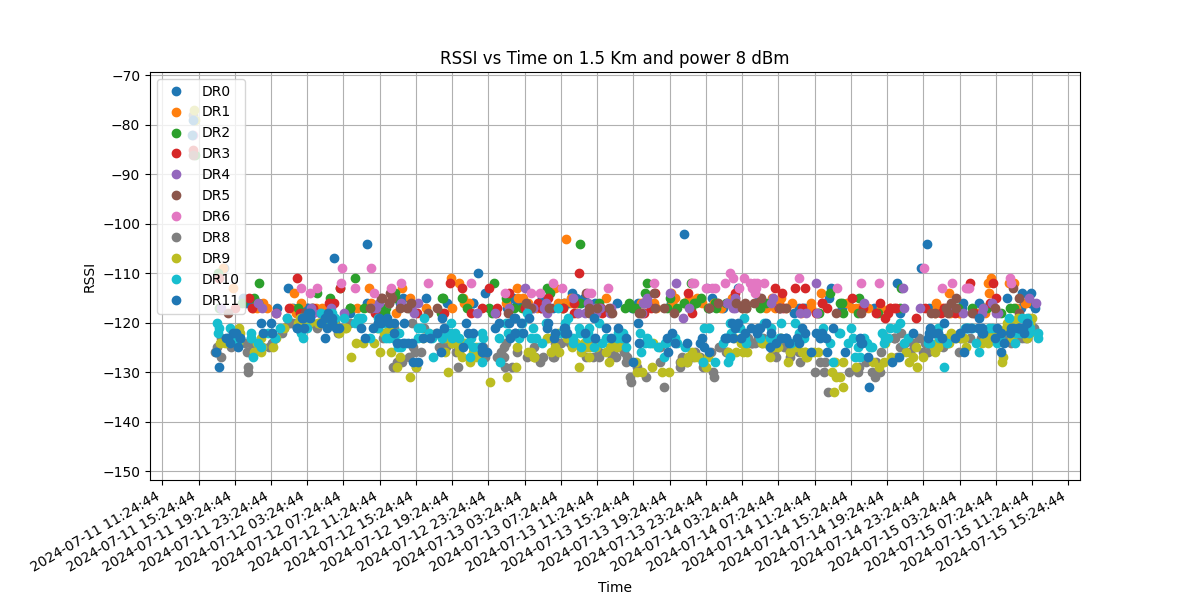 RSSI vs Time on 1.5 Km and power 8 dBm
RSSI
−70
−80
−90
−100
−110
−120
−130
−140
−150
DR0
DR1
DR2
DR3
DR4
DR5
DR6
DR8
DR9
DR10
DR11
2024-07-11 11:24:44
2024-07-11 15:24:44
2024-07-11 19:24:44
2024-07-11 23:24:44
2024-07-12 03:24:44
2024-07-12 07:24:44
2024-07-12 11:24:44
2024-07-12 15:24:44
2024-07-12 19:24:44
2024-07-12 23:24:44
2024-07-13 03:24:44
2024-07-13 07:24:44
2024-07-13 11:24:44
2024-07-13 15:24:44
2024-07-13 19:24:44
2024-07-13 23:24:44
2024-07-14 03:24:44
2024-07-14 07:24:44
2024-07-14 11:24:44
2024-07-14 15:24:44
2024-07-14 19:24:44
2024-07-14 23:24:44
2024-07-15 03:24:44
2024-07-15 07:24:44
2024-07-15 11:24:44
2024-07-15 15:24:44
Time